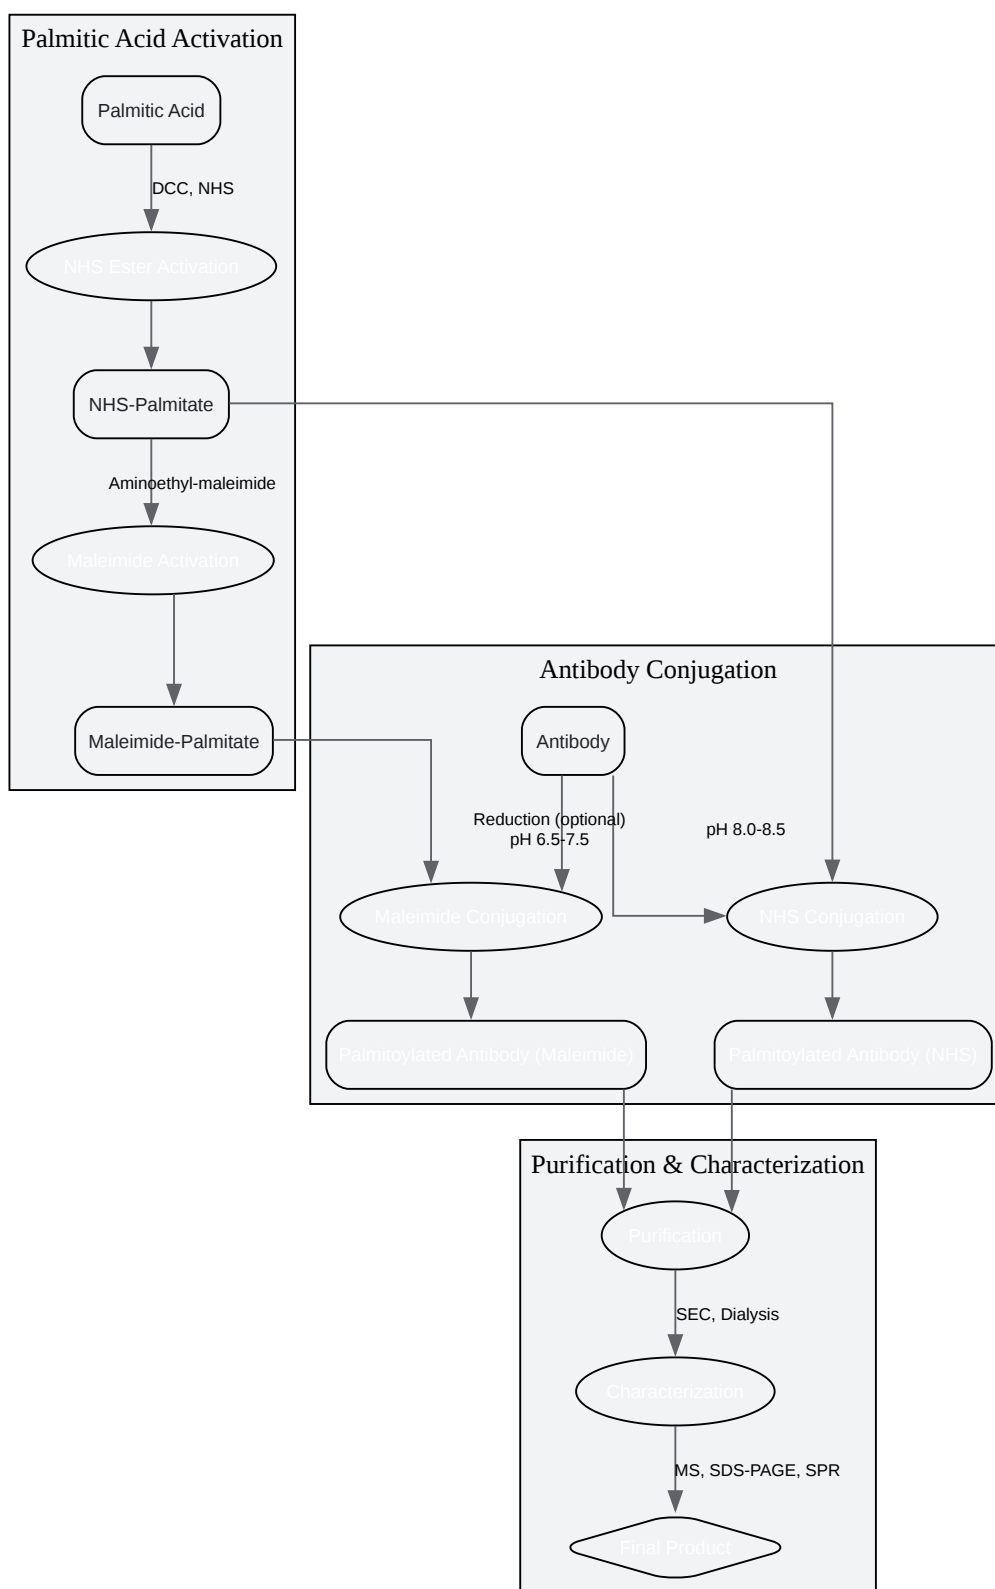 Palmitic Acid Activation
Palmitic Acid
DCC, NHS
NHS Ester Activation
NHS-Palmitate
Aminoethyl-maleimide
Maleimide Activation
Maleimide-Palmitate
Antibody Conjugation
Antibody
Reduction (optional)
pH 6.5-7.5
pH 8.0-8.5
Maleimide Conjugation
NHS Conjugation
Palmitoylated Antibody (Maleimide)
Palmitoylated Antibody (NHS)
Purification & Characterization
Purification
SEC, Dialysis
Characterization
MS, SDS-PAGE, SPR
Final Product